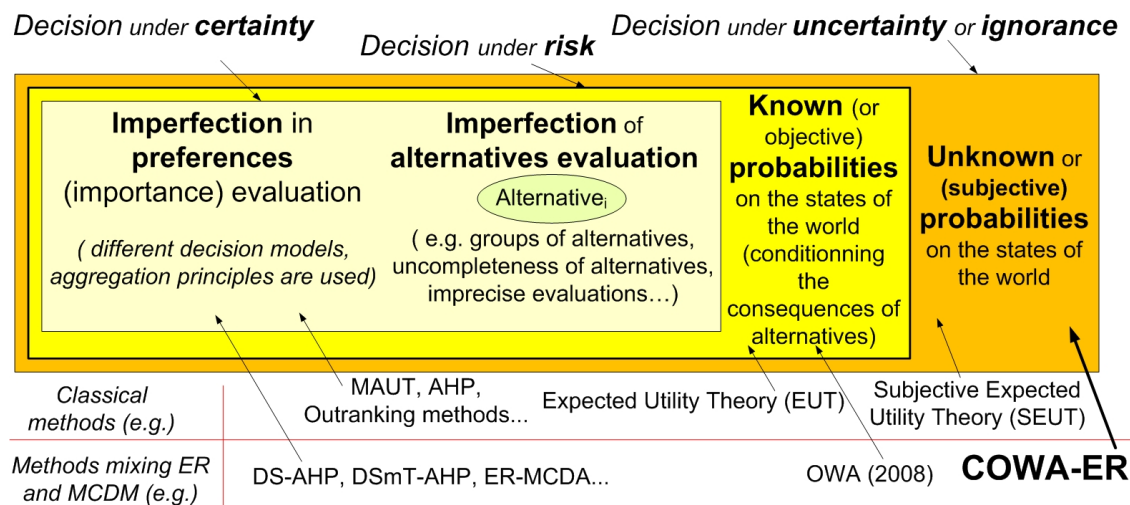 Decision under certainty
Decision under risk
Decision under uncertainty or ignorance
Imperfection in
preferences
(importance) evaluation
( different decision models,
aggregation principles are used)
Imperfection of
alternatives evaluation
Alternativei
( e.g. groups of alternatives,
uncompleteness of alternatives,
imprecise evaluations…)
Known (or
objective)
probabilities
on the states of
the world
(conditionning
the
consequences of
alternatives)
Unknown or
(subjective)
probabilities
on the states of
the world
Classical
methods (e.g.)
MAUT, AHP,
Outranking methods...
Expected Utility Theory (EUT)
Subjective Expected
Utility Theory (SEUT)
Methods mixing ER
and MCDM (e.g.)
DS-AHP, DSmT-AHP, ER-MCDA...
OWA (2008)
COWA-ER